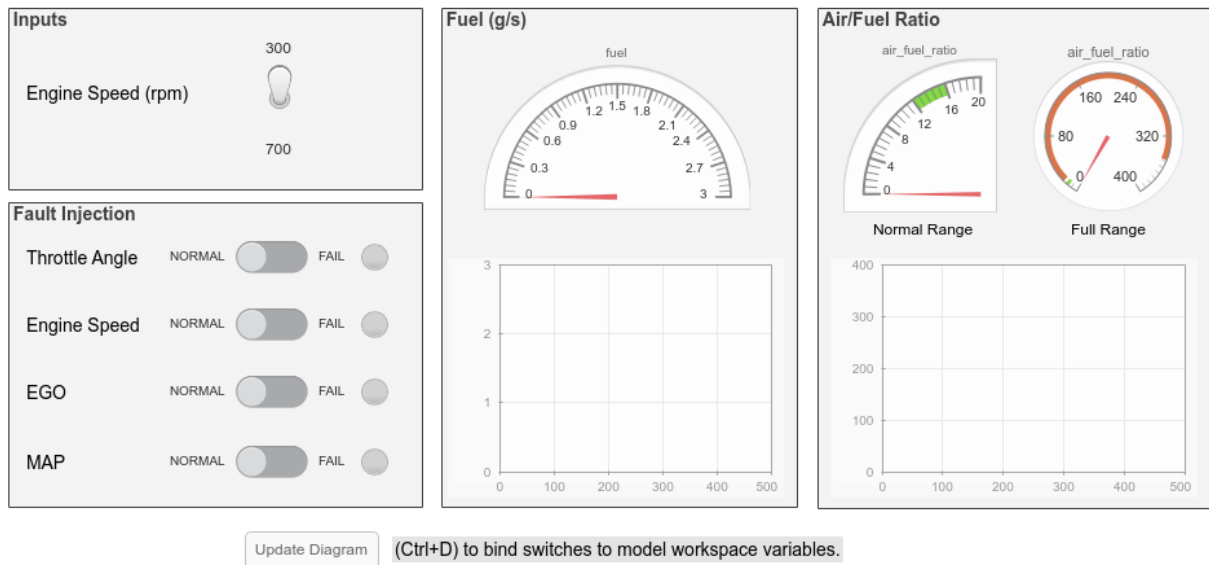 Inputs
300
Engine Speed (rpm)
700
Fault Injection
Throttle Angle NORMAL FAIL
Engine Speed NORMAL FAIL
EGO NORMAL FAIL
MAP NORMAL FAIL
Fuel (g/s)
fuel
0 0.3 0.6 0.9 1.2 1.5 1.8 2.1 2.4 2.7 3
3
2
1
0
0 100 200 300 400 500
Air/Fuel Ratio
air_fuel_ratio
0 4 8 12 16 20
Normal Range
air_fuel_ratio
0 80 160 240 320 400
Full Range
400
300
200
100
0
0 100 200 300 400 500
Update Diagram (Ctrl+D) to bind switches to model workspace variables.